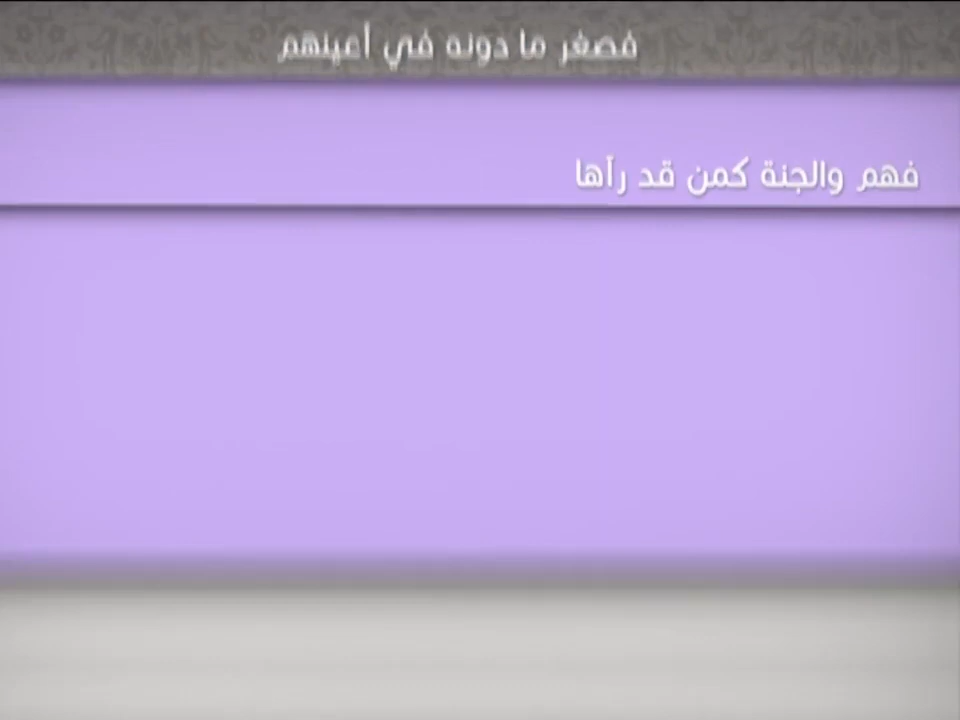 فصغر ما دونه في أعينهم
فهم والجنة كمن قد رآها